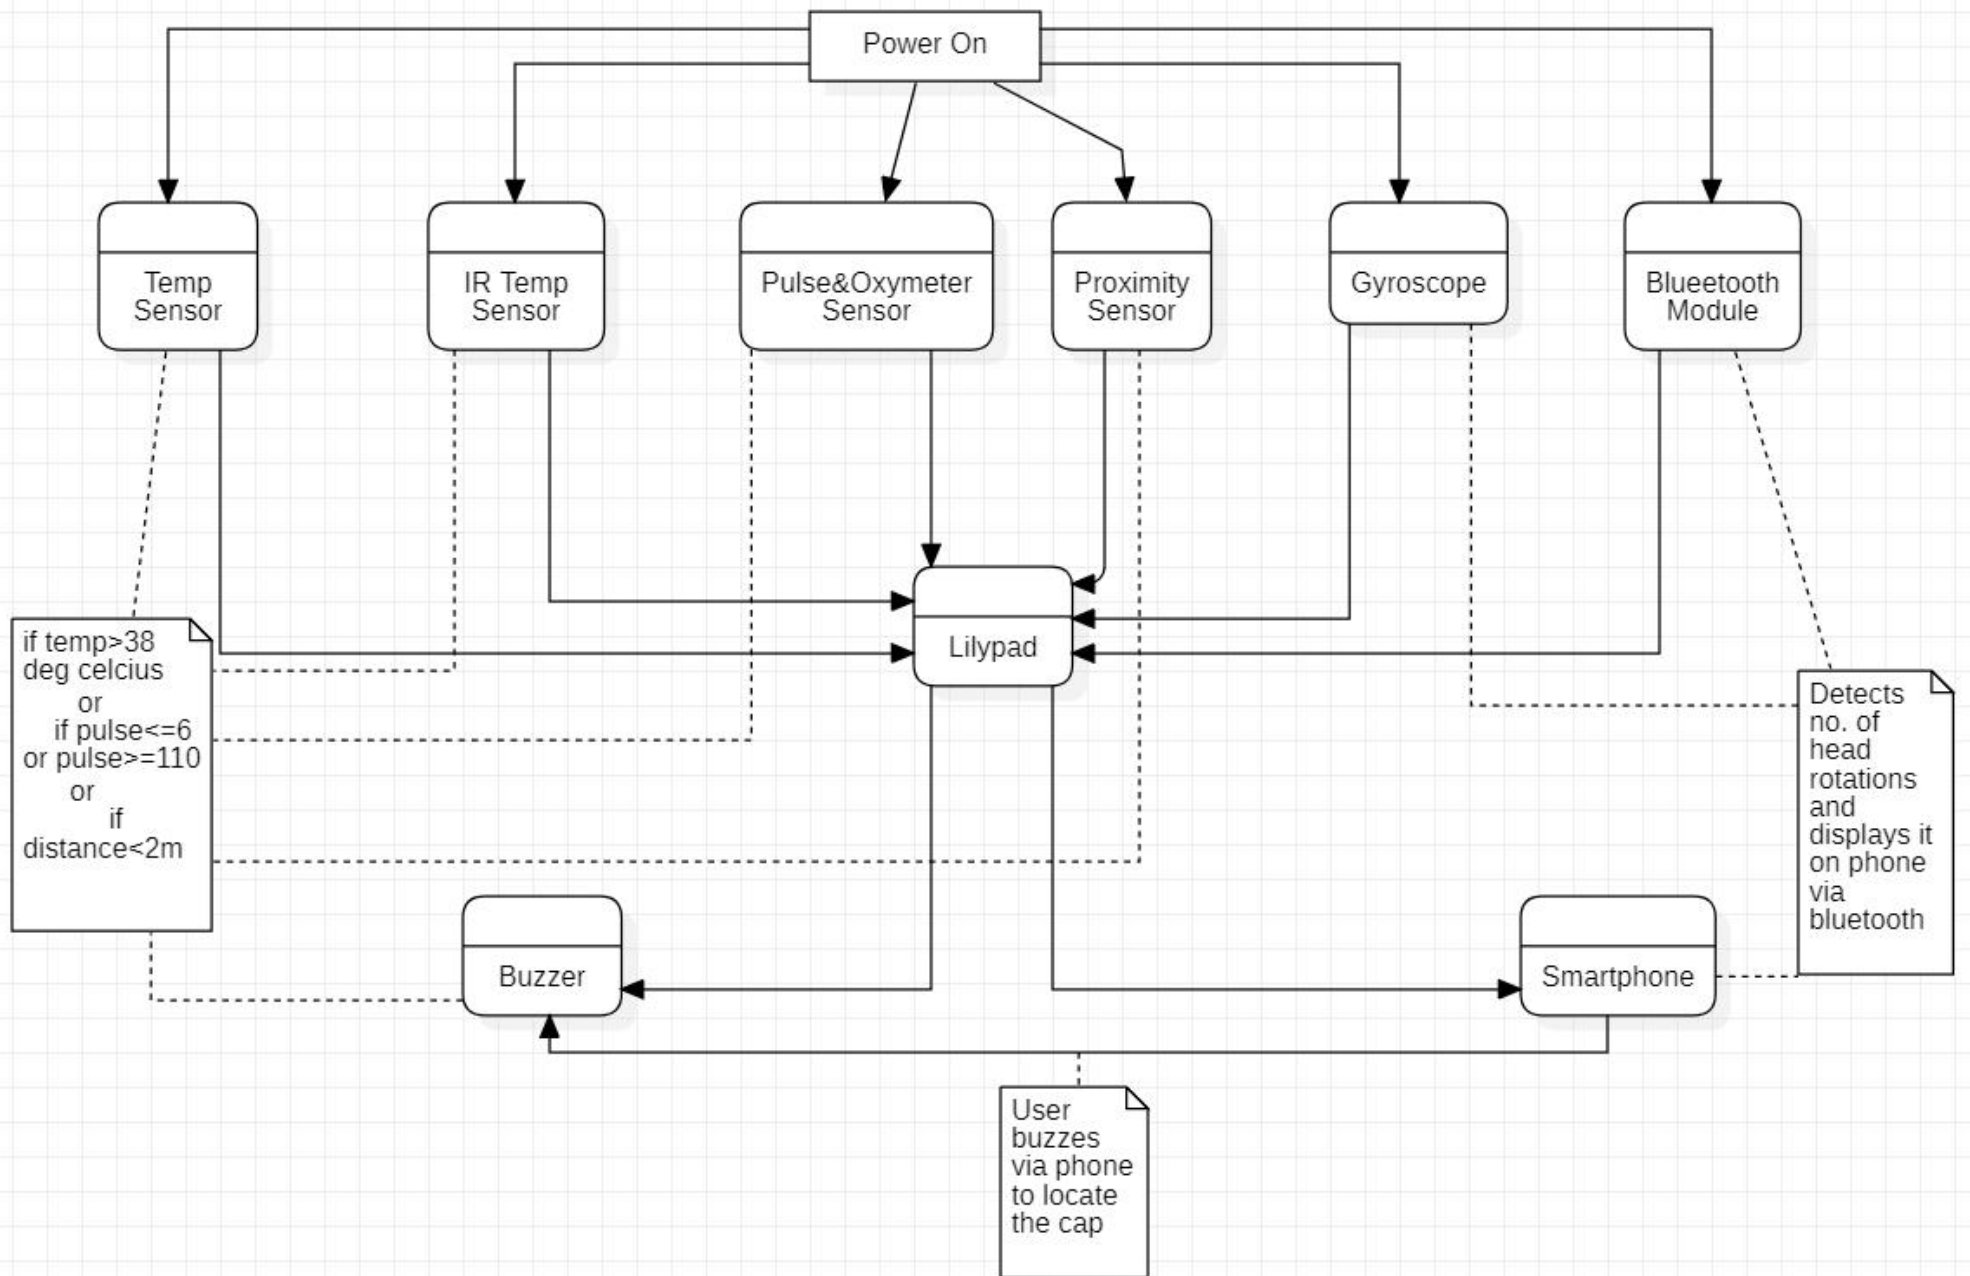 Power On
Temp
Sensor
IR Temp
Sensor
Pulse&Oxymeter
Sensor
Proximity
Sensor
Gyroscope
Blueetooth
Module
Lilypad
if temp>38
deg celcius
or
if pulse<=6
or pulse>=110
or
if
distance<2m
Detects
no. of
head
rotations
and
displays it
on phone
via
bluetooth
Buzzer
Smartphone
User
buzzes
via phone
to locate
the cap